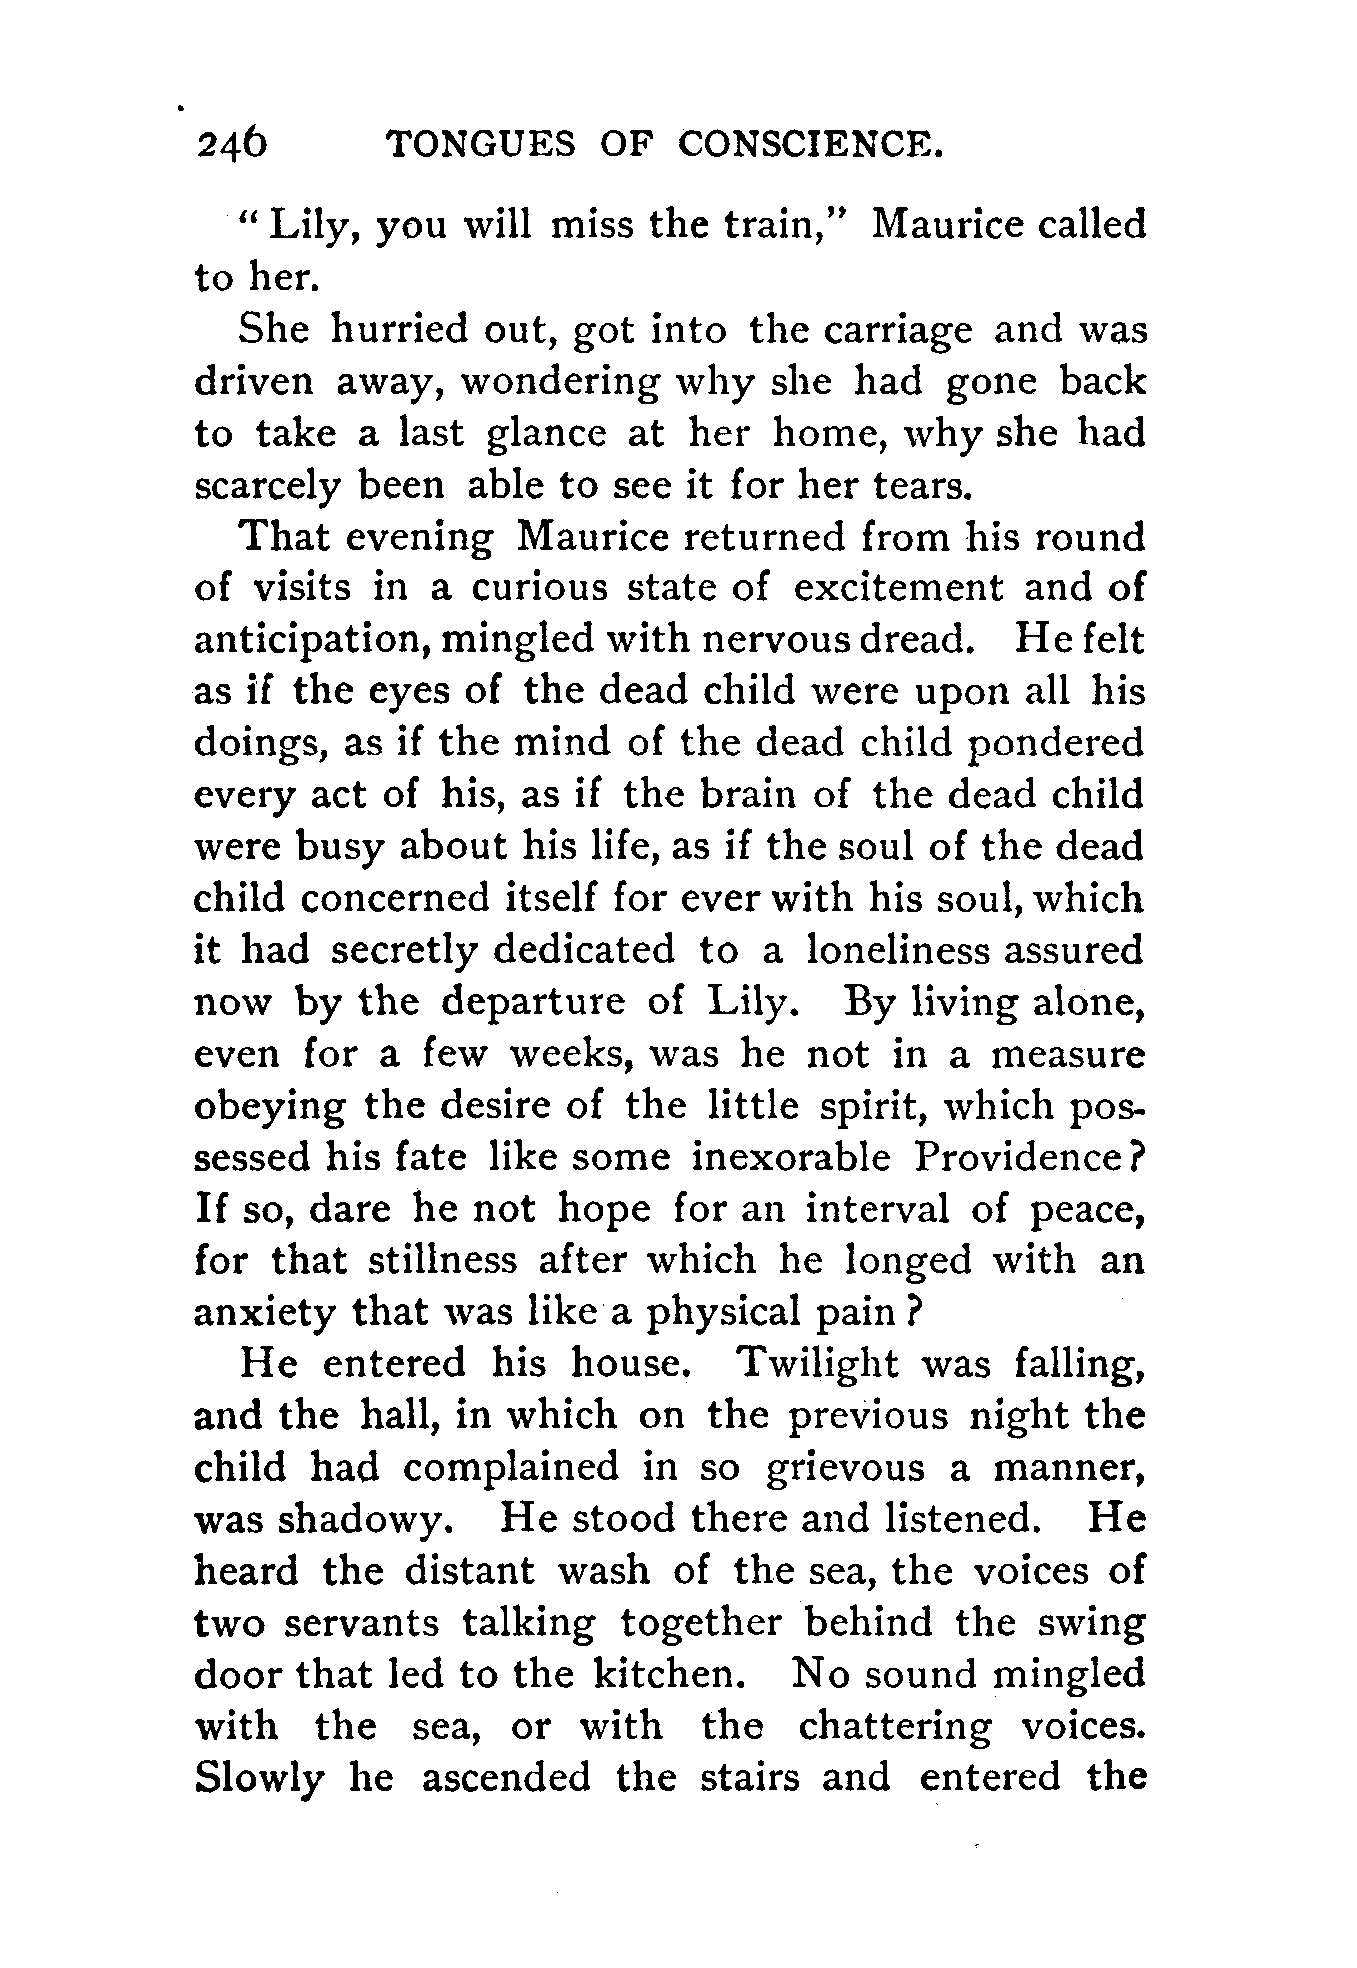 246 TONGUES OF CONSCIENCE.
“ Lily, you will miss the train,” Maurice called
to her.
She hurried out, got into the carriage and was
driven away, wondering why she had gone back
to take a last glance at her home, why she had
scarcely been able to see it for her tears.
That evening Maurice returned from his round
of visits in a curious state of excitement and of
anticipation, mingled with nervous dread. He felt
as if the eyes of the dead child were upon all his
doings, as if the mind of the dead child pondered
every act of his, as if the brain of the dead child
were busy about his life, as if the soul of the dead
child concerned itself for ever with his soul, which
it had secretly dedicated to a loneliness assured
now by the departure of Lily. By living alone,
even for a few weeks, was he not in a measure
obeying the desire of the little spirit, which pos-
sessed his fate like some inexorable Providence?
If so, dare he not hope for an interval of peace,
for that stillness after which he longed with an
anxiety that was like a physical pain ?
He entered his house. Twilight was falling,
and the hall, in which on the previous night the
child had complained in so grievous a manner,
was shadowy. He stood there and listened. He
heard the distant wash of the sea, the voices of
two servants talking together behind the swing
door that led to the kitchen. No sound mingled
with the sea, or with the chattering voices.
Slowly he ascended the stairs and entered the